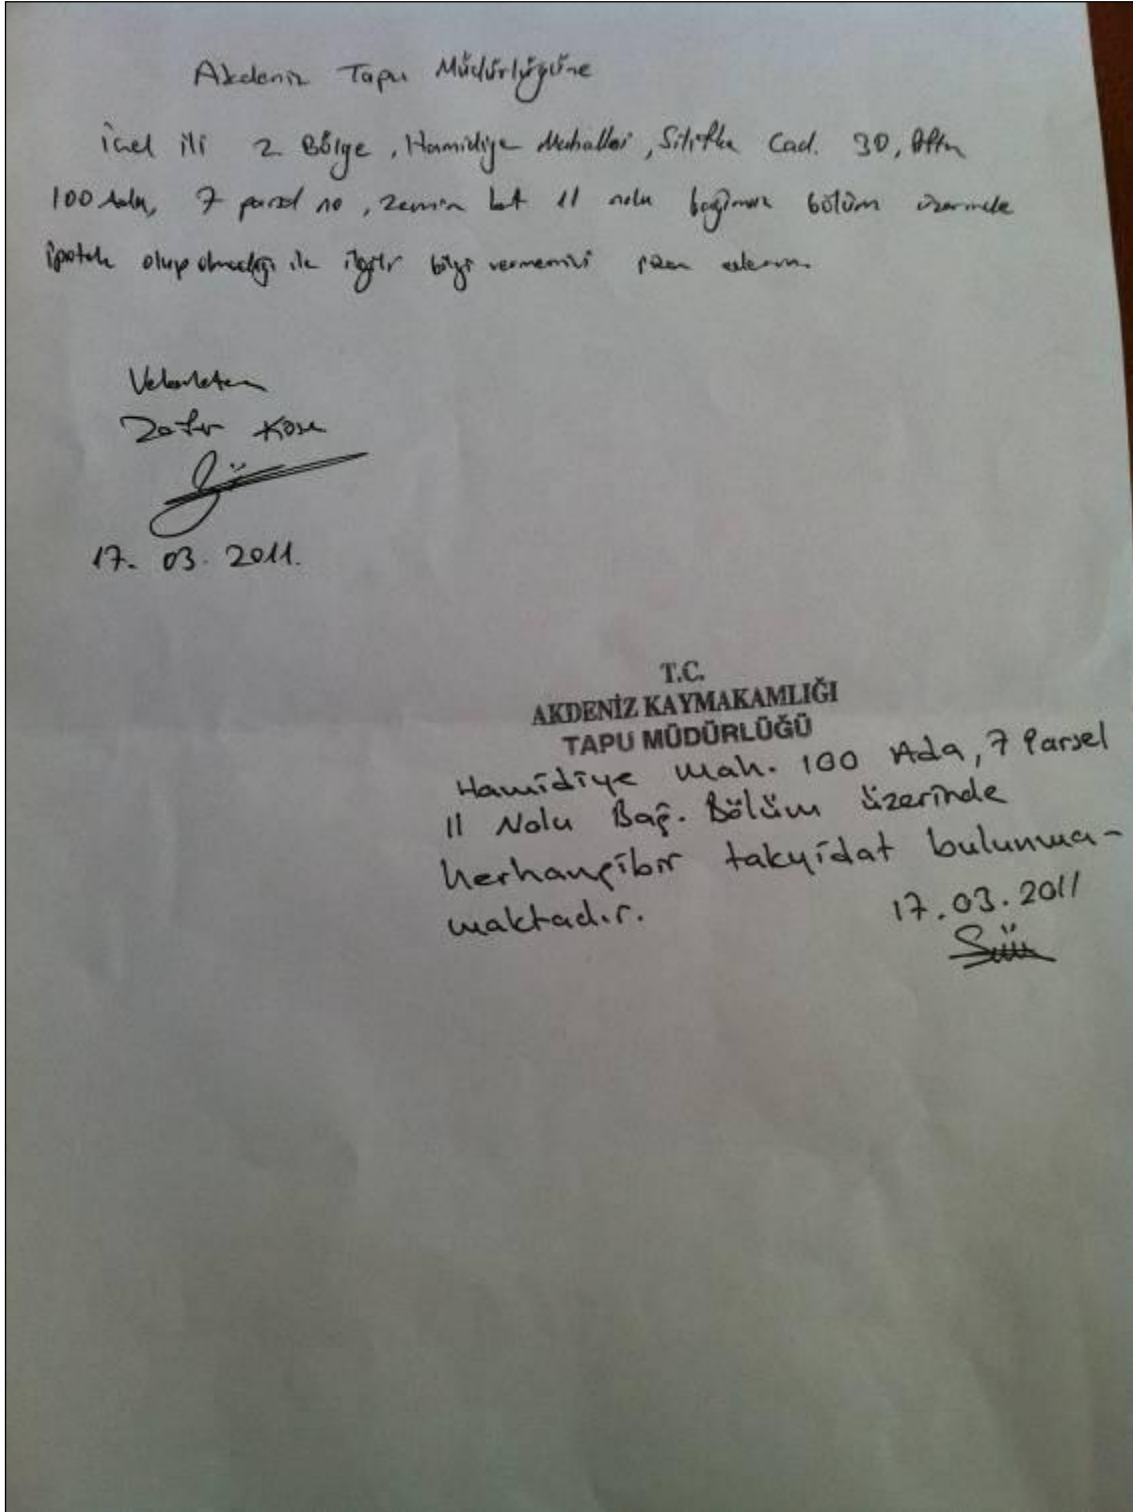 Akdeniz Tapu Müdürlüğüne
İçel ili 2 Bölge, Hamidiye Mahallesi, Silifke Cad. 30, Pafta
100 Ada, 7 parsel no, zemin kat 11 nolu bağımsız bölüm üzerinde
ipotek olup olmadığı ile ilgili bilgi vermenizi rica ederim.
Vekaleten
Zafer Köse
17. 03. 2011.
T.C.
AKDENİZ KAYMAKAMLIĞI
TAPU MÜDÜRLÜĞÜ
Hamidiye Mah. 100 Ada, 7 Parsel
11 Nolu Bağ. Bölüm üzerinde
herhangibir takyidat bulunma-
maktadır.
17.03.2011